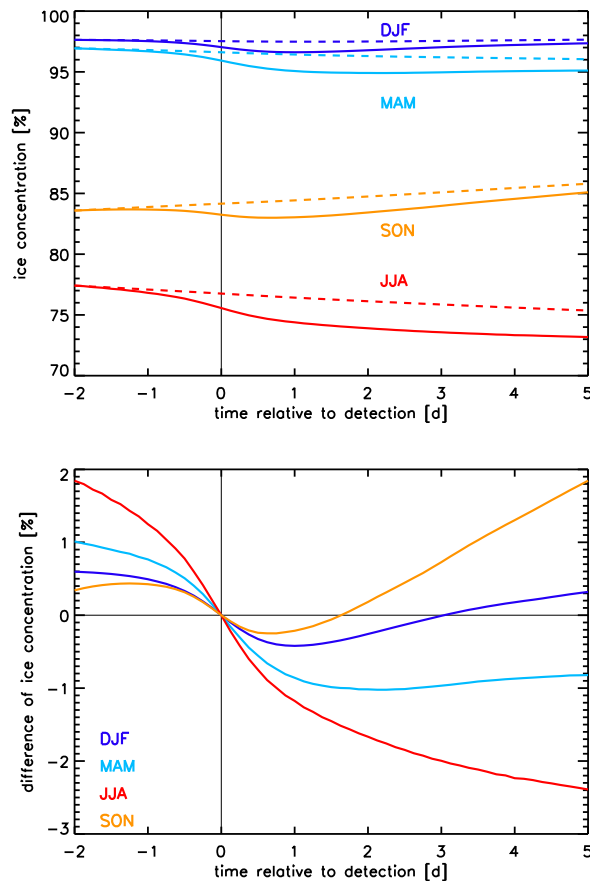 100
95
90
85
80
75
70
ice concentration [%]
DJF
MAM
SON
JJA
−2 −1 0 1 2 3 4 5
time relative to detection [d]
2
1
0
−1
−2
−3
difference of ice concentration [%]
DJF
MAM
JJA
SON
−2 −1 0 1 2 3 4 5
time relative to detection [d]